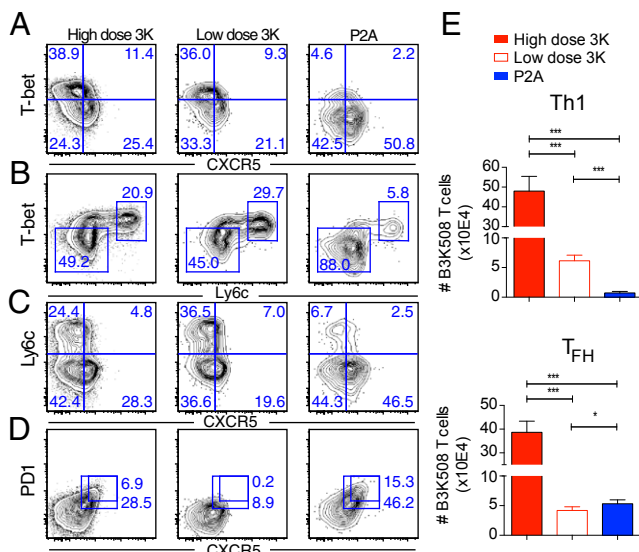 A
High dose 3K
Low dose 3K
P2A
T-bet
38.9 11.4
24.3 25.4
36.0 9.3
33.3 21.1
4.6 2.2
42.5 50.8
CXCR5
B
T-bet
20.9
49.2
29.7
45.0
5.8
88.0
Ly6c
C
Ly6c
24.4 4.8
42.4 28.3
36.5 7.0
36.6 19.6
6.7 2.5
44.3 46.5
CXCR5
D
PD1
6.9
28.5
0.2
8.9
15.3
46.2
CXCR5
E
High dose 3K
Low dose 3K
P2A
Th1
***
***
***
# B3K508 T cells
(x10E4)
60
50
40
30
10
5
0
TFH
***
***
*
# B3K508 T cells
(x10E4)
50
40
30
20
10
5
0